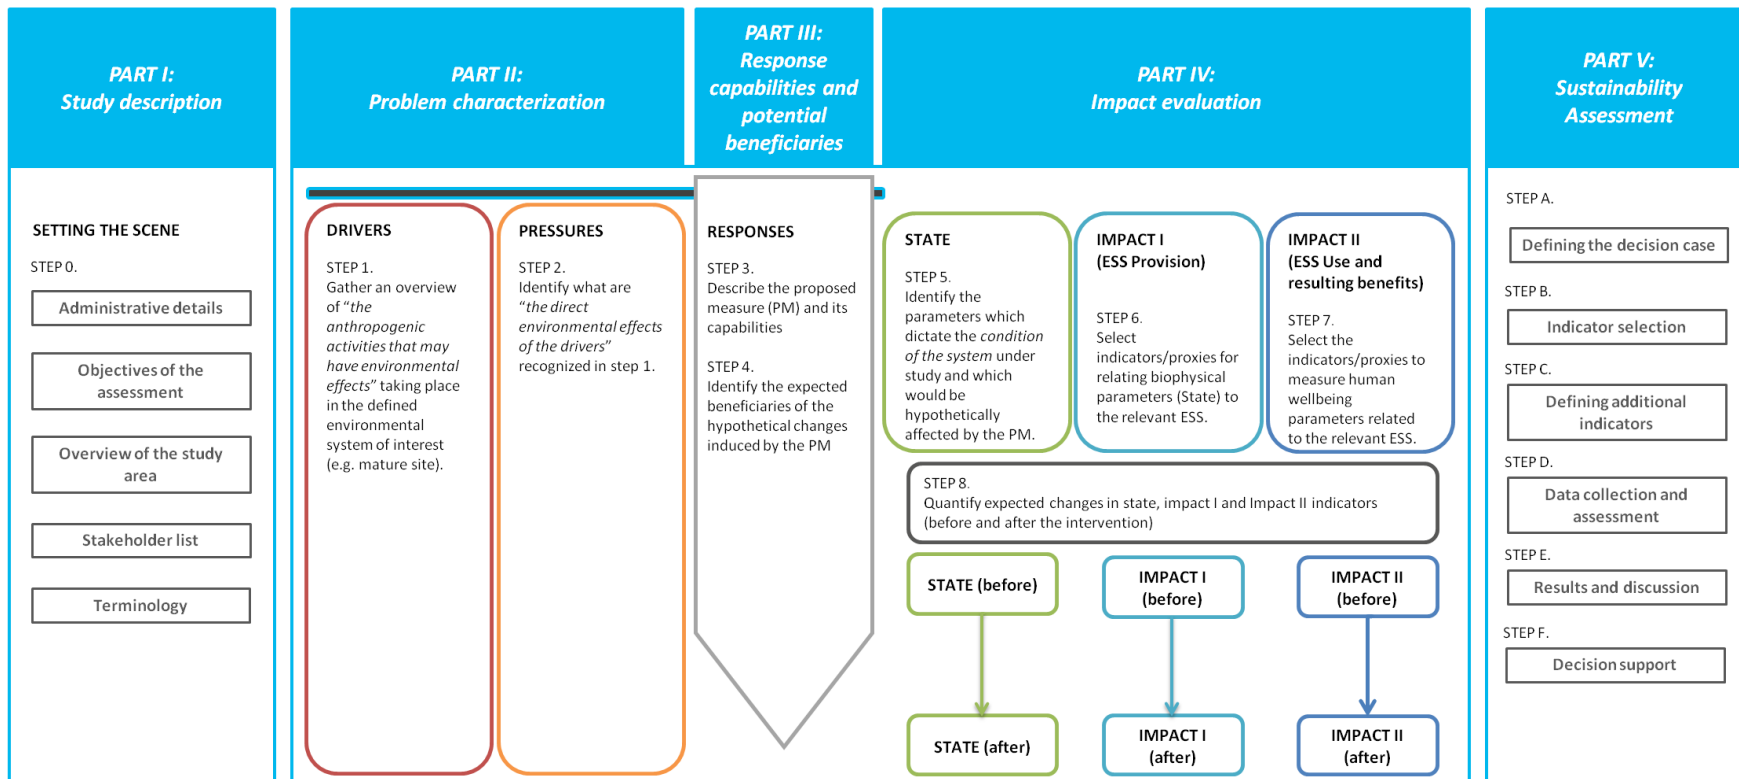 PART I:
Study description
PART II:
Problem characterization
PART III:
Response
capabilities and
potential
beneficiaries
PART IV:
Impact evaluation
PART V:
Sustainability
Assessment
SETTING THE SCENE
STEP 0.
Administrative details
Objectives of the
assessment
Overview of the study
area
Stakeholder list
Terminology
DRIVERS
STEP 1.
Gather an overview
of “the
anthropogenic
activities that may
have environmental
effects” taking place
in the defined
environmental
system of interest
(e.g. mature site).
PRESSURES
STEP 2.
Identify what are
“the direct
environmental effects
of the drivers”
recognized in step 1.
RESPONSES
STEP 3.
Describe the proposed
measure (PM) and its
capabilities
STEP 4.
Identify the expected
beneficiaries of the
hypothetical changes
induced by the PM
STATE
STEP 5.
Identify the
parameters which
dictate the condition
of the system under
study and which
would be
hypothetically
affected by the PM.
IMPACT I
(ESS Provision)
STEP 6.
Select
indicators/proxies for
relating biophysical
parameters (State) to
the relevant ESS.
IMPACT II
(ESS Use and
resulting benefits)
STEP 7.
Select the
indicators/proxies to
measure human
wellbeing
parameters related
to the relevant ESS.
STEP 8.
Quantify expected changes in state, impact I and Impact II indicators
(before and after the intervention)
STATE (before)
IMPACT I
(before)
IMPACT II
(before)
STATE (after)
IMPACT I
(after)
IMPACT II
(after)
STEP A.
Defining the decision case
STEP B.
Indicator selection
STEP C.
Defining additional
indicators
STEP D.
Data collection and
assessment
STEP E.
Results and discussion
STEP F.
Decision support